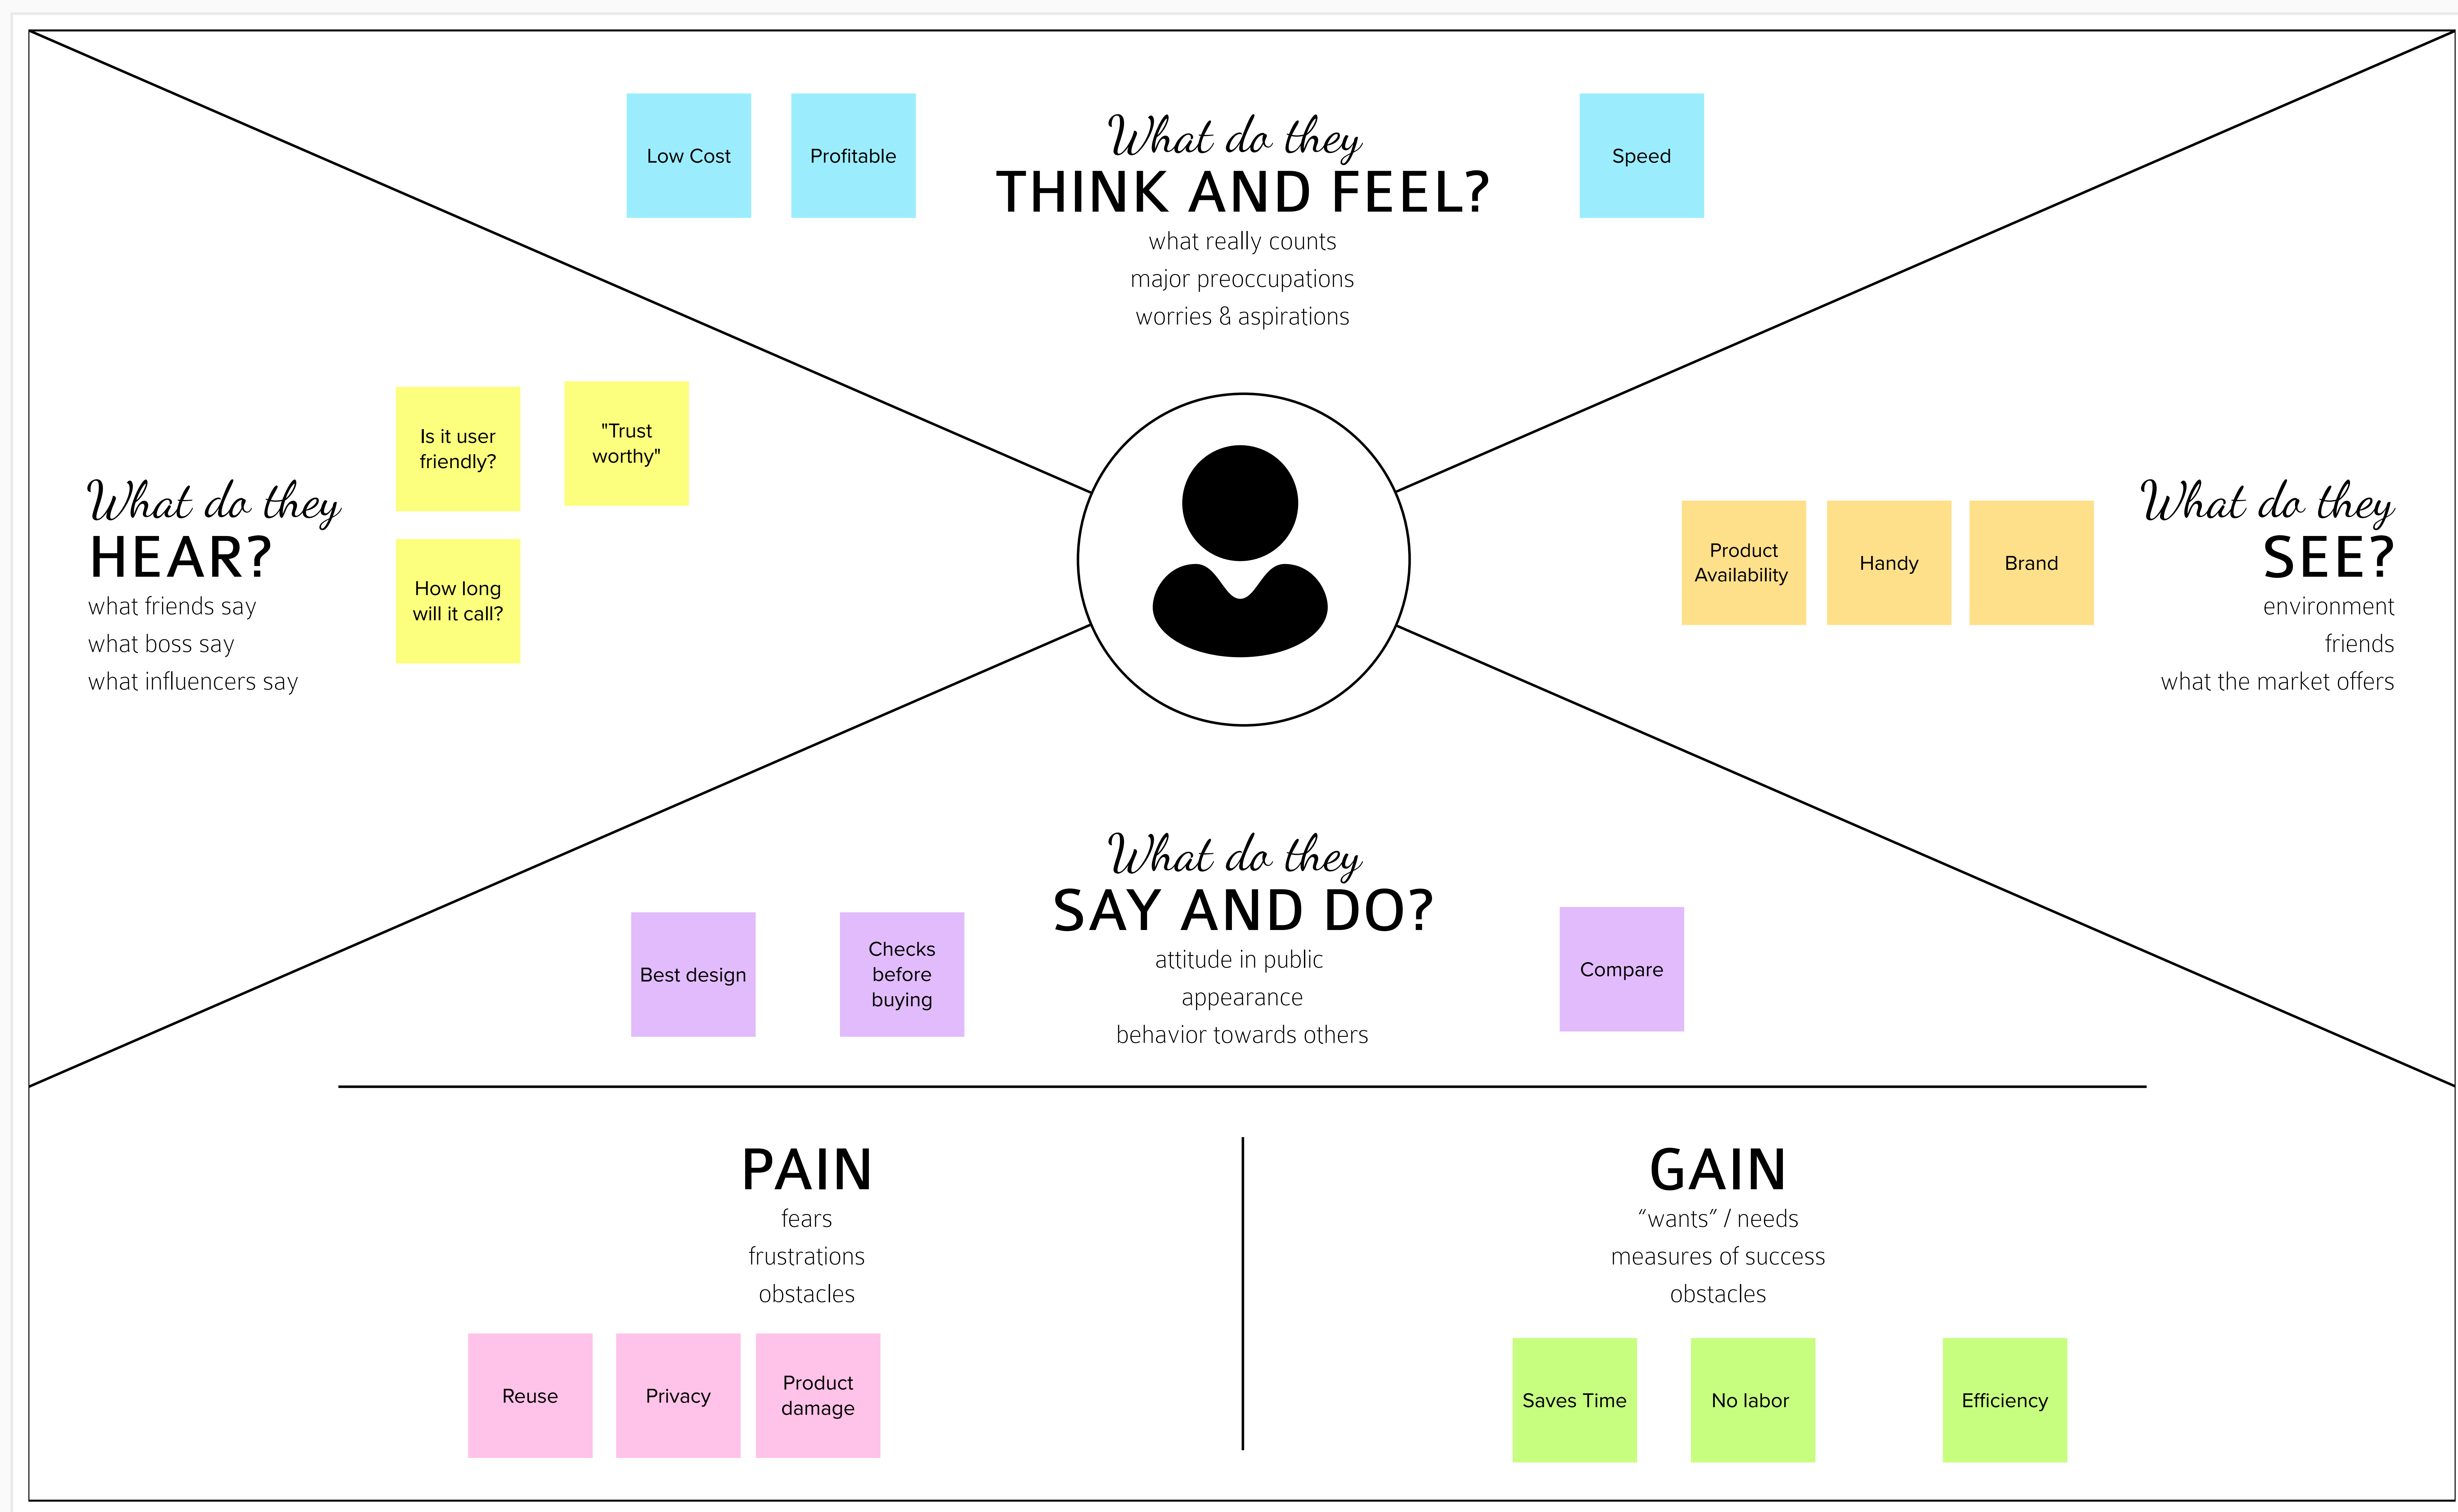 Low Cost
Profitable
What do they
THINK AND FEEL?
what really counts
major preoccupations
worries & aspirations
Speed
What do they
HEAR?
what friends say
what boss say
what influencers say
Is it user
friendly?
"Trust
worthy"
How long
will it call?
Product
Availability
Handy
Brand
What do they
SEE?
environment
friends
what the market offers
What do they
SAY AND DO?
attitude in public
appearance
behavior towards others
Best design
Checks
before
buying
Compare
PAIN
fears
frustrations
obstacles
Reuse
Privacy
Product
damage
GAIN
“wants” / needs
measures of success
obstacles
Saves Time
No labor
Efficiency